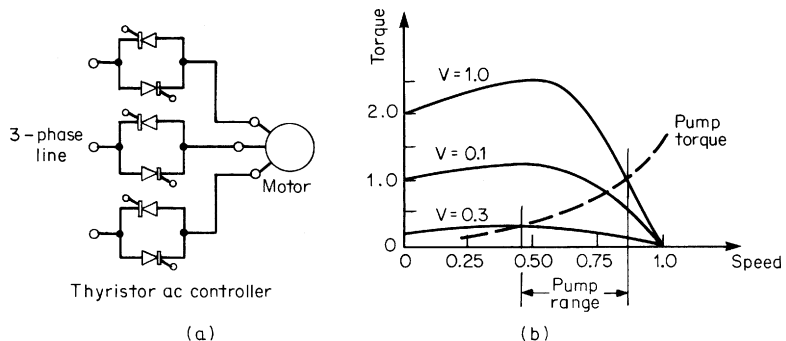 3-phase
line
Motor
Thyristor ac controller
(a)
Torque
V = 1.0
2.0
Pump
torque
V = 0.1
1.0
V = 0.3
0
0
0.25
0.50
0.75
1.0
Speed
Pump
range
(b)